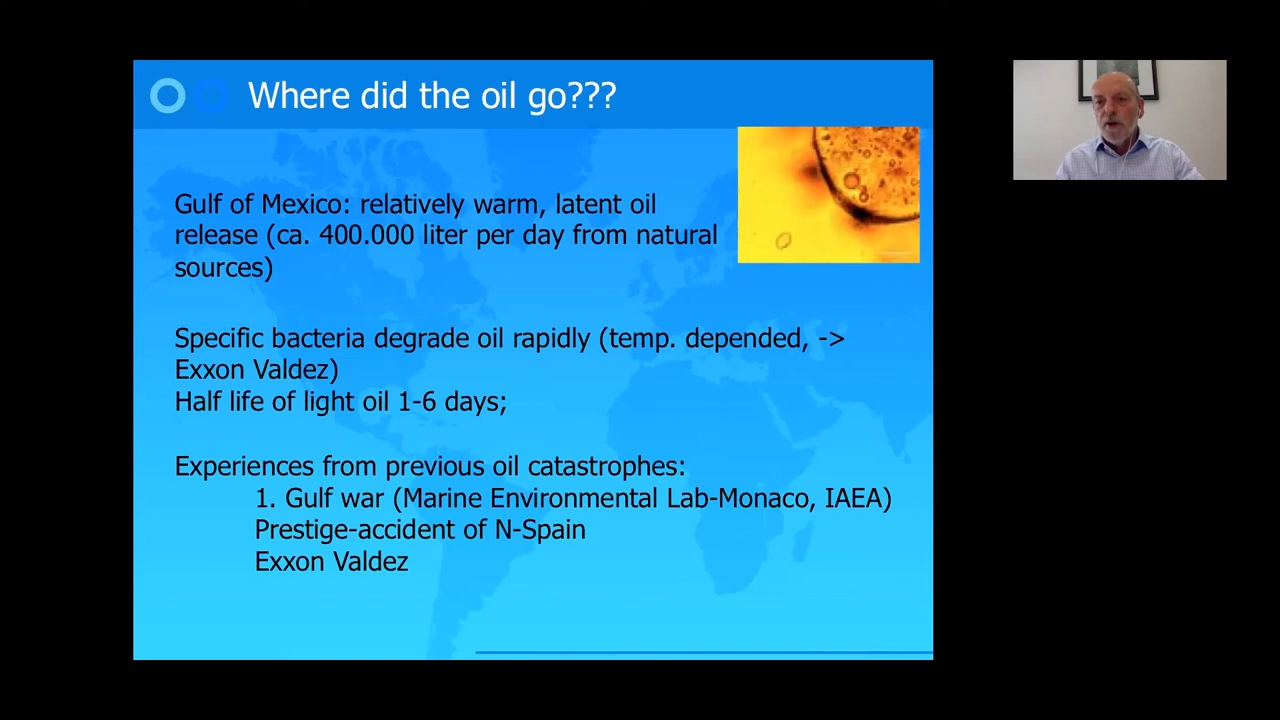 Where did the oil go???
Gulf of Mexico: relatively warm, latent oil
release (ca. 400.000 liter per day from natural
sources)
Specific bacteria degrade oil rapidly (temp. depended, ->
Exxon Valdez)
Half life of light oil 1-6 days;
Experiences from previous oil catastrophes:
1. Gulf war (Marine Environmental Lab-Monaco, IAEA)
Prestige-accident of N-Spain
Exxon Valdez